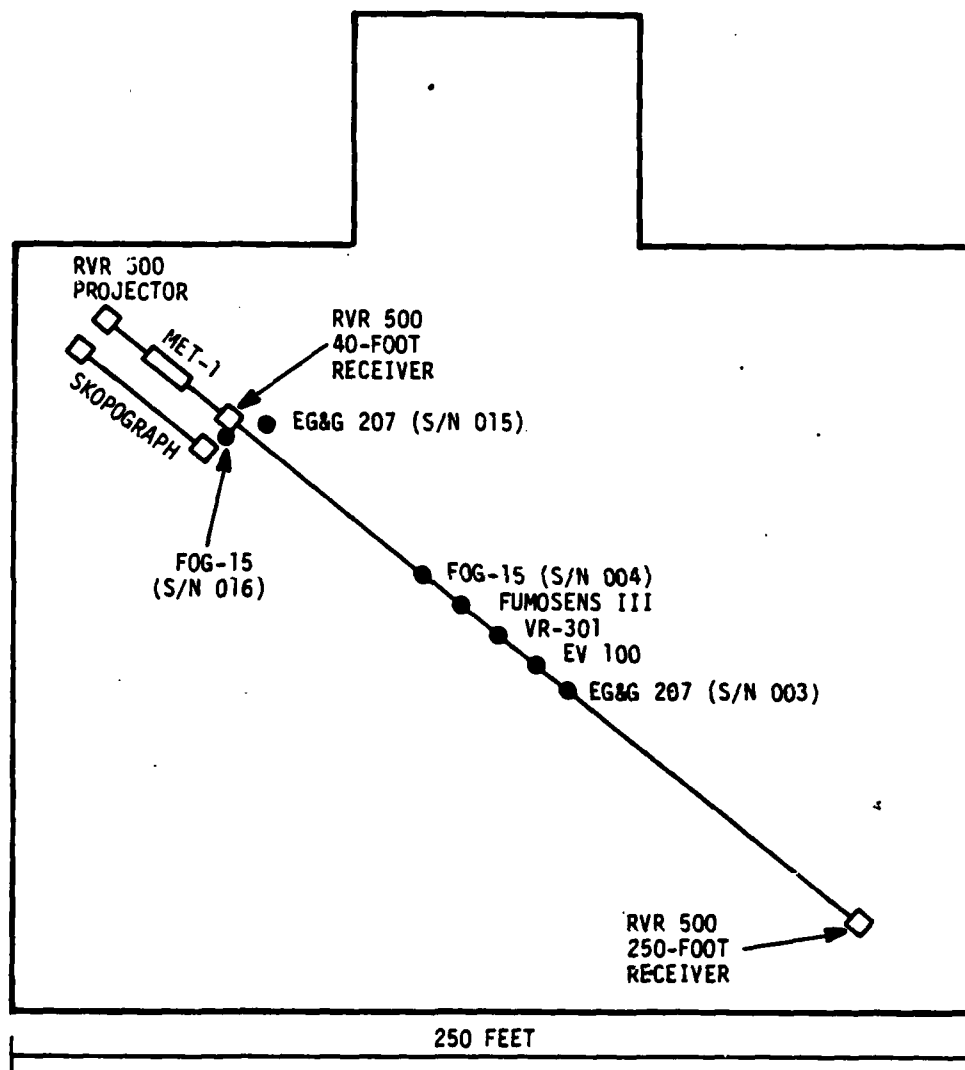 RVR 500
PROJECTOR
MET-1
SKOPOGRAPH
RVR 500
40-FOOT
RECEIVER
EG&G 207 (S/N 015)
FOG-15
(S/N 016)
FOG-15 (S/N 004)
FUMOSENS III
VR-301
EV 100
EG&G 207 (S/N 003)
RVR 500
250-FOOT
RECEIVER
250 FEET